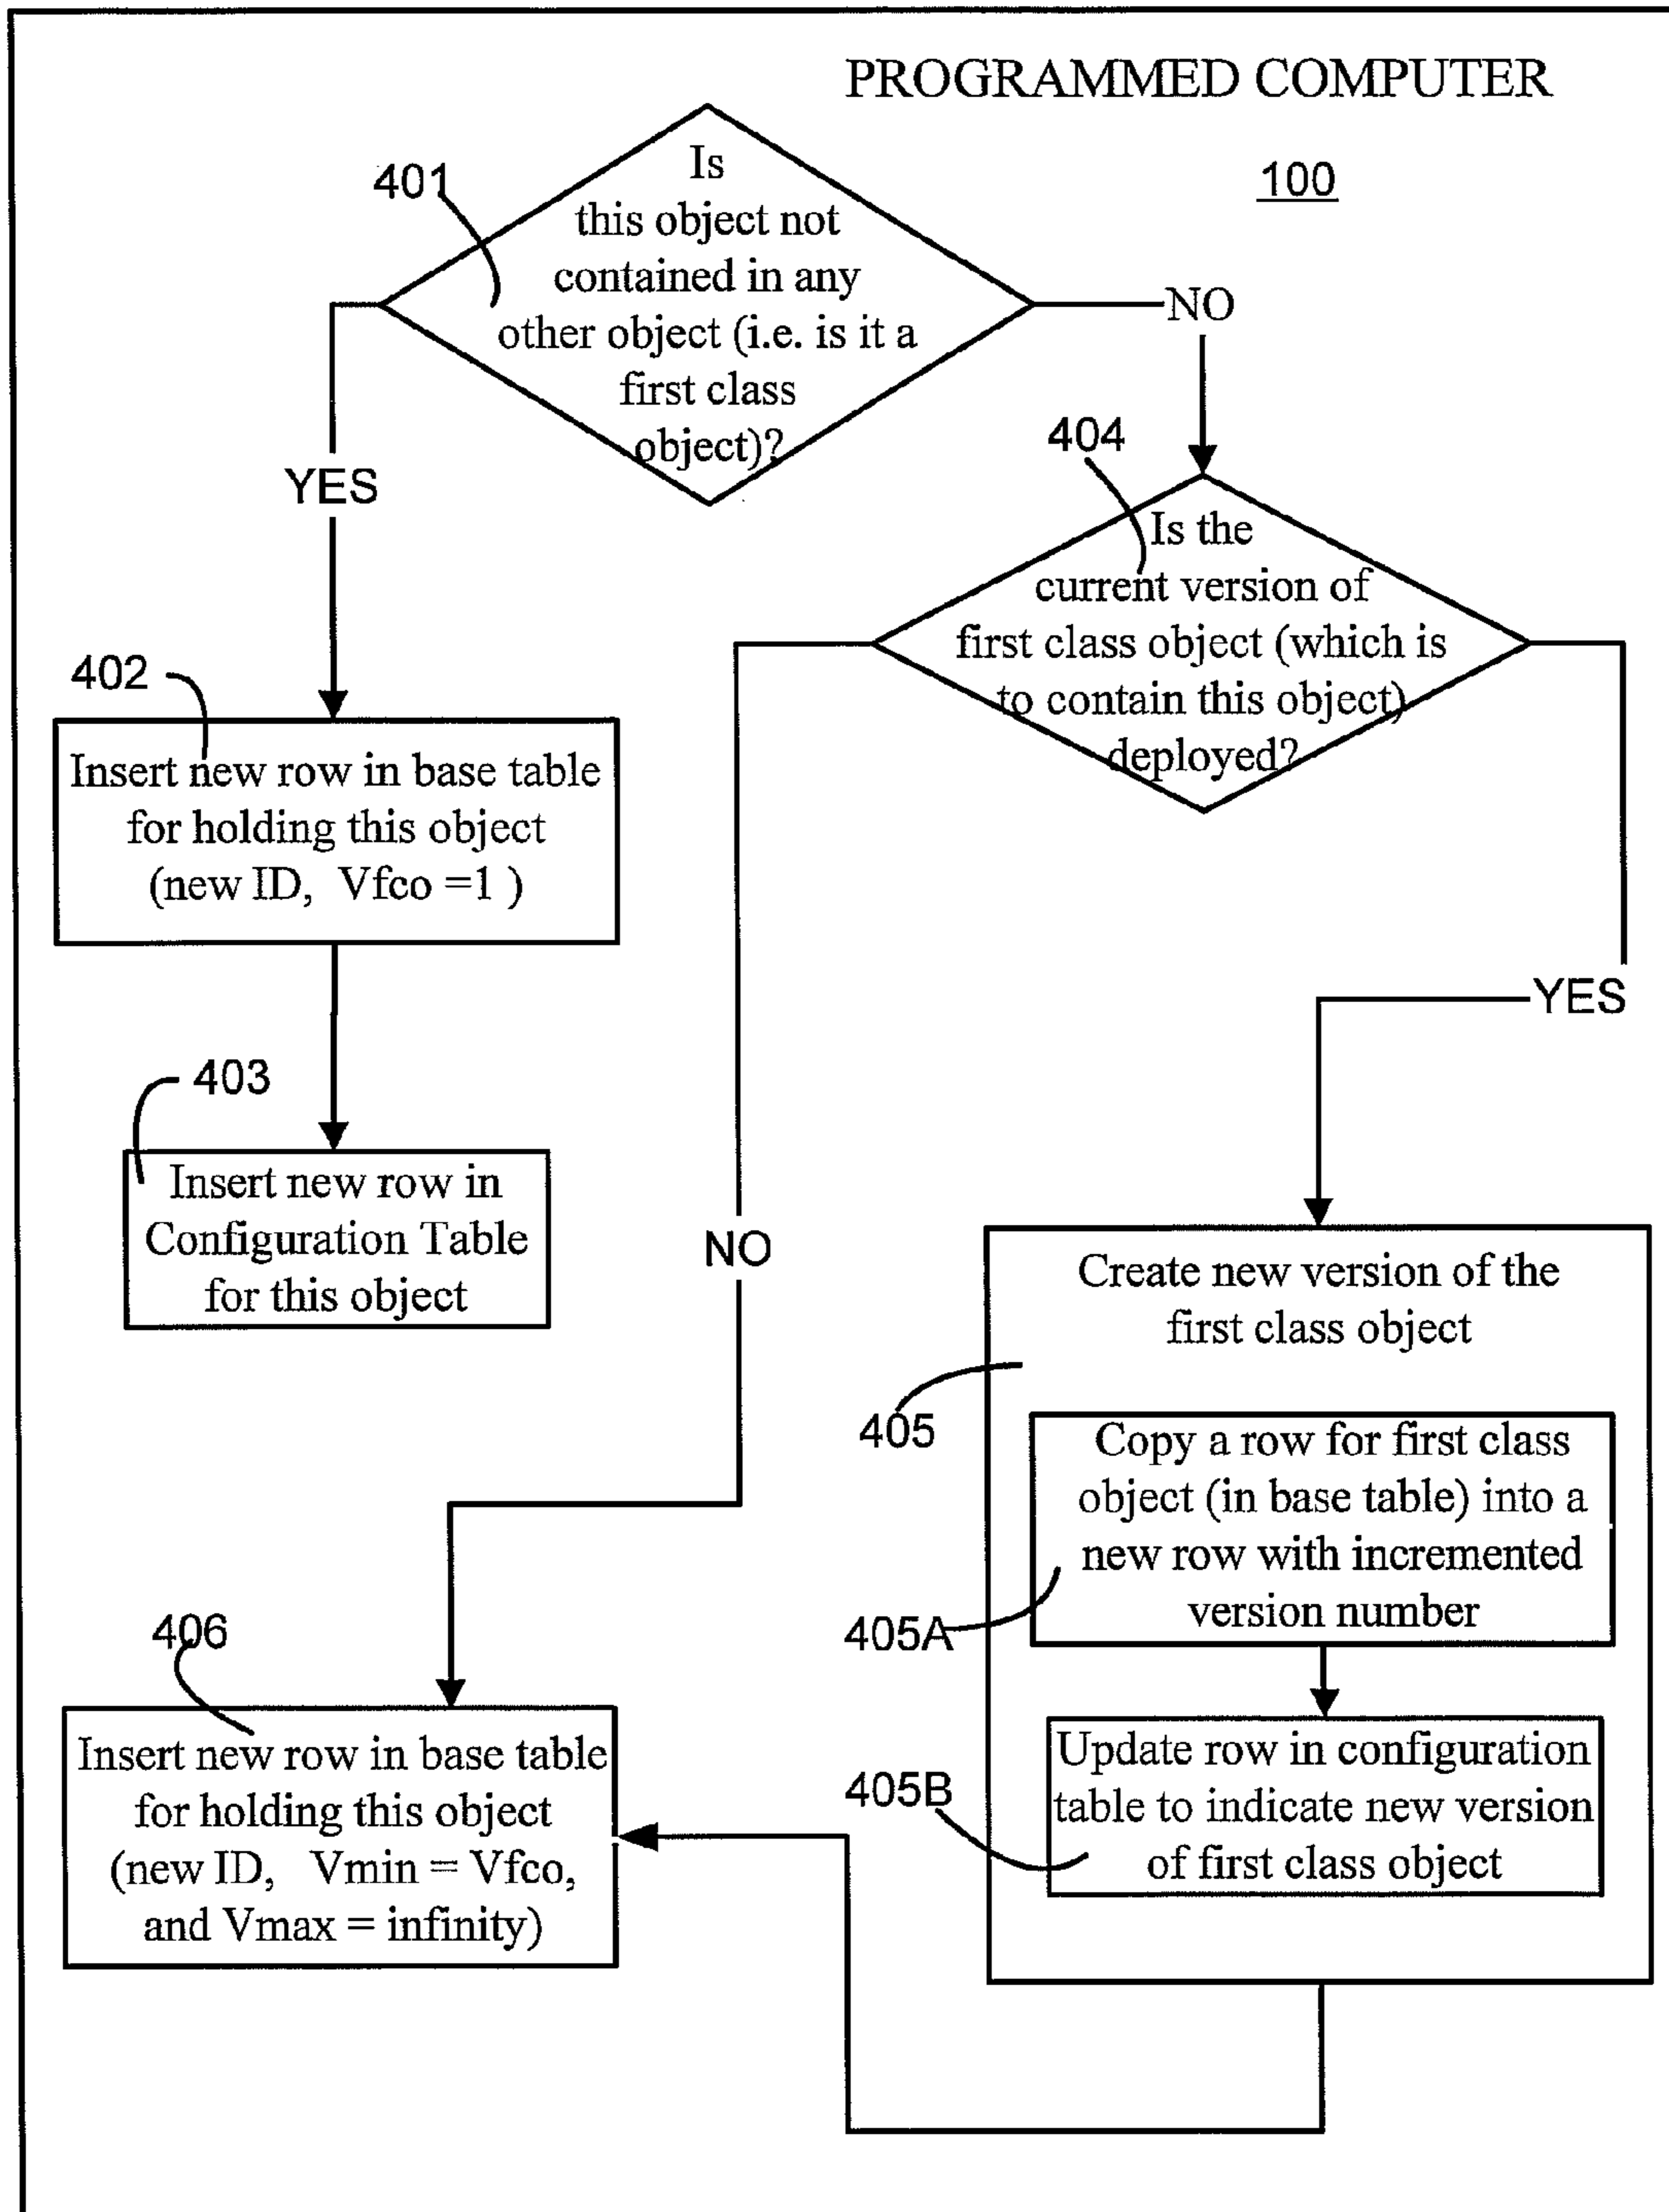 PROGRAMMED COMPUTER
100
401
Is
this object not
contained in any
other object (i.e. is it a
first class
object)?
YES
NO
404
Is the
current version of
first class object (which is
to contain this object)
deployed?
402
Insert new row in base table
for holding this object
(new ID, Vfco =1 )
YES
403
Insert new row in
Configuration Table
for this object
NO
Create new version of the
first class object
405
Copy a row for first class
object (in base table) into a
new row with incremented
version number
405A
406
Insert new row in base table
for holding this object
(new ID, Vmin = Vfco,
and Vmax = infinity)
405B
Update row in configuration
table to indicate new version
of first class object